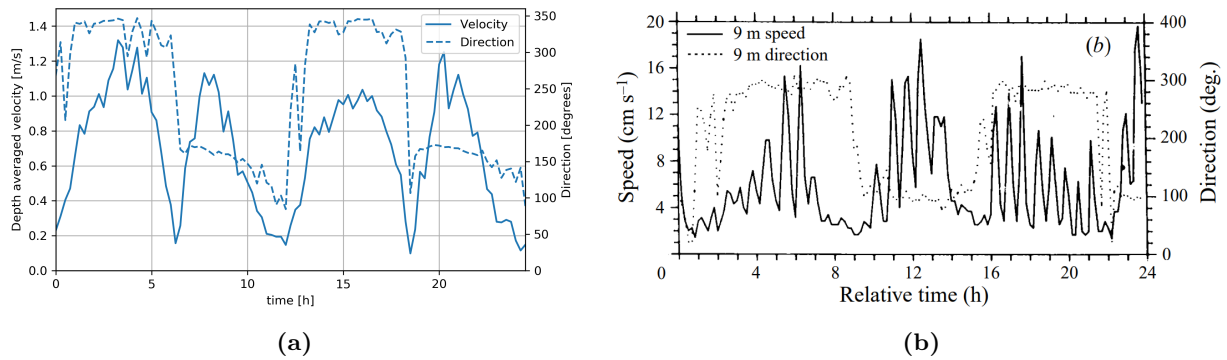 1.4
1.2
1.0
0.8
0.6
0.4
0.2
0.0
Depth averaged velocity [m/s]
Velocity
Direction
350
300
250
200
150
100
50
0
Direction [degrees]
0 5 10 15 20
time [h]
(a)
20
16
12
8
4
0
Speed (cm s⁻¹)
9 m speed
9 m direction
(b)
400
300
200
100
0
Direction (deg.)
4 8 12 16 20 24
Relative time (h)
(b)